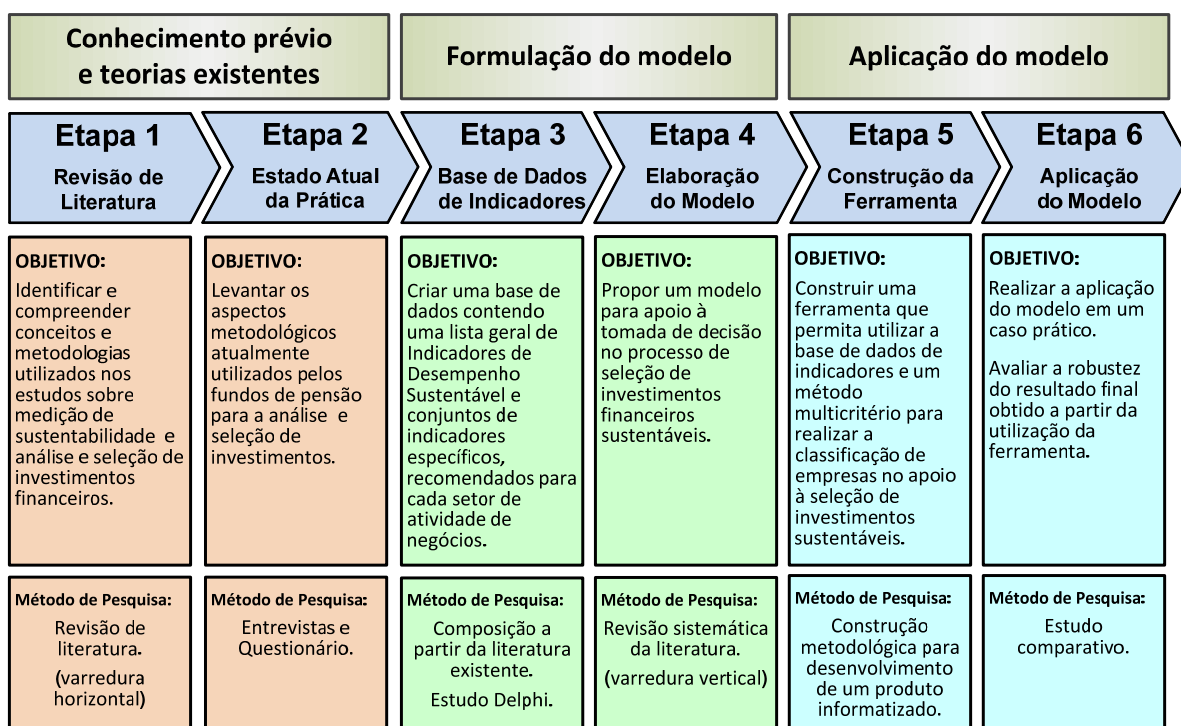 Conhecimento prévio
e teorias existentes
Formulação do modelo
Aplicação do modelo
Etapa 1
Revisão de
Literatura
Etapa 2
Estado Atual
da Prática
Etapa 3
Base de Dados
de Indicadores
Etapa 4
Elaboração
do Modelo
Etapa 5
Construção da
Ferramenta
Etapa 6
Aplicação
do Modelo
OBJETIVO:
Identificar e
compreender
conceitos e
metodologias
utilizados nos
estudos sobre
medição de
sustentabilidade e
análise e seleção de
investimentos
financeiros.
OBJETIVO:
Levantar os
aspectos
metodológicos
atualmente
utilizados pelos
fundos de pensão
para a análise e
seleção de
investimentos.
OBJETIVO:
Criar uma base de
dados contendo
uma lista geral de
Indicadores de
Desempenho
Sustentável e
conjuntos de
indicadores
específicos,
recomendados para
cada setor de
atividade de
negócios.
OBJETIVO:
Propor um modelo
para apoio à
tomada de decisão
no processo de
seleção de
investimentos
financeiros
sustentáveis.
OBJETIVO:
Construir uma
ferramenta que
permita utilizar a
base de dados de
indicadores e um
método
multicritério para
realizar a
classificação de
empresas no apoio
à seleção de
investimentos
sustentáveis.
OBJETIVO:
Realizar a aplicação
do modelo em um
caso prático.
Avaliar a robustez
do resultado final
obtido a partir da
utilização da
ferramenta.
Método de Pesquisa:
Revisão de
literatura.
(varredura
horizontal)
Método de Pesquisa:
Entrevistas e
Questionário.
Método de Pesquisa:
Composição a
partir da literatura
existente.
Estudo Delphi.
Método de Pesquisa:
Revisão sistemática
da literatura.
(varredura vertical)
Método de Pesquisa:
Construção
metodológica para
desenvolvimento
de um produto
informatizado.
Método de Pesquisa:
Estudo
comparativo.